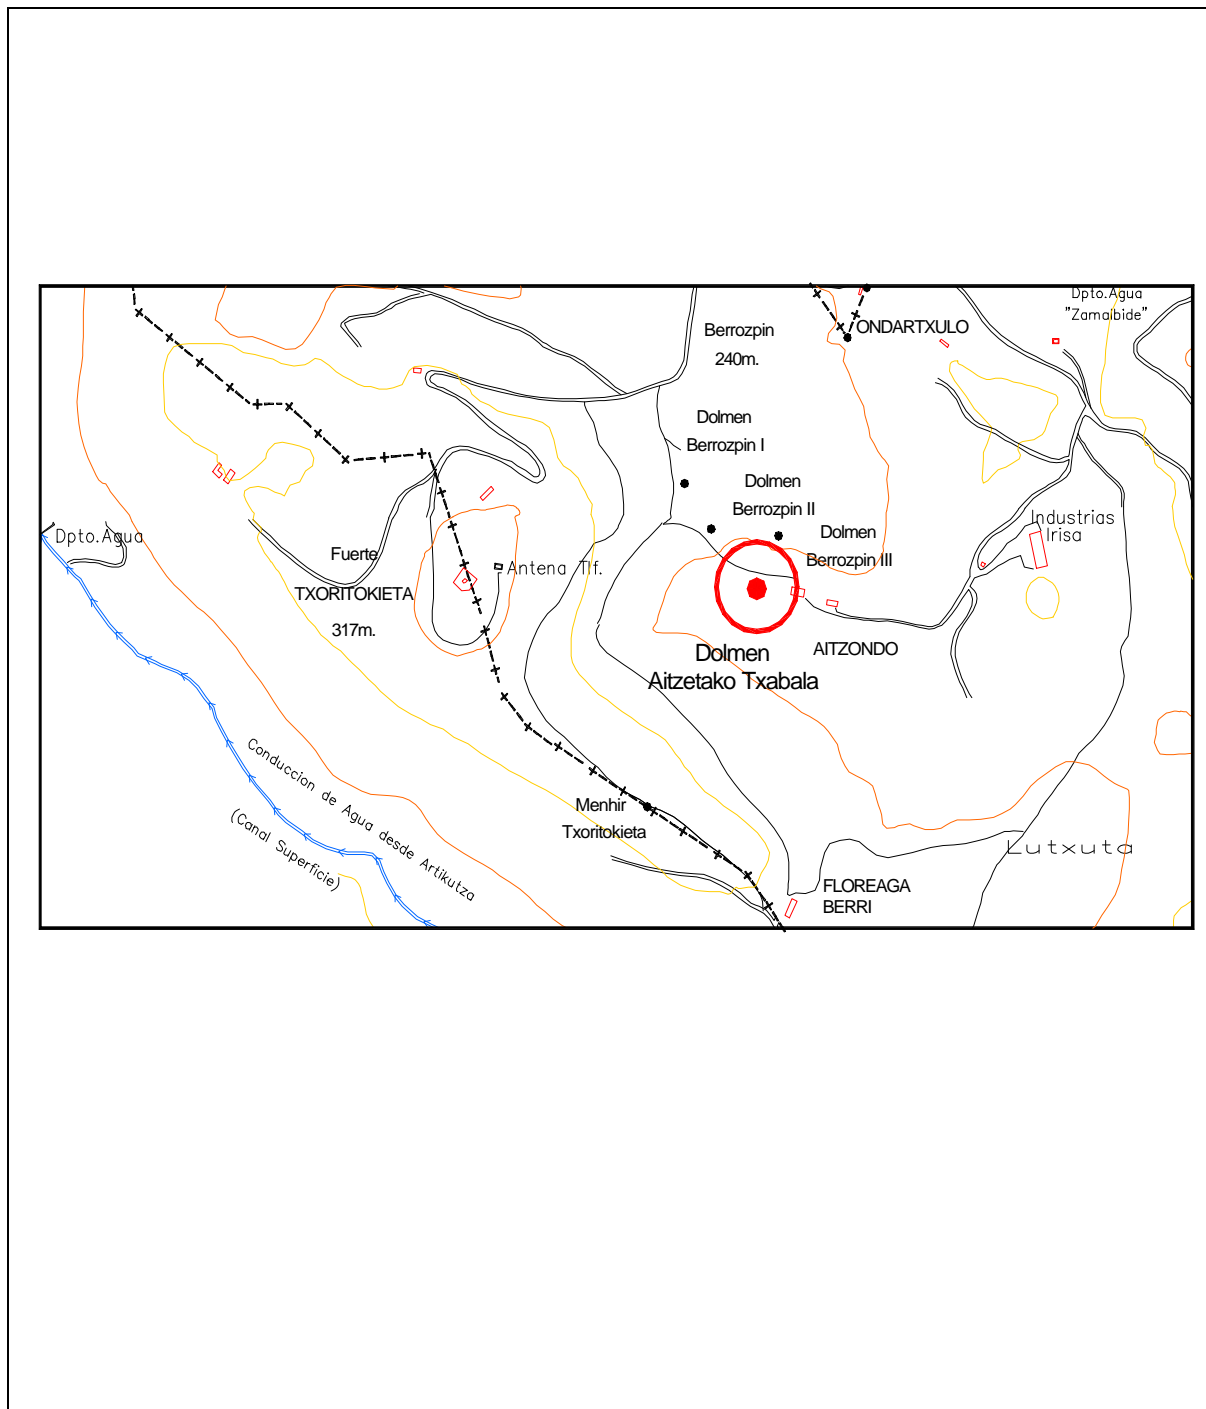 Dpto.Agua
"Zamaibide"
ONDARTXULO
Berrozpin
240m.
Dolmen
Berrozpin I
Dolmen
Berrozpin II
Dolmen
Berrozpin III
Industrias
Irisa
Dpto.Agua
Fuerte
TXORITOKIETA
317m.
Antena Tlf.
AITZONDO
Dolmen
Aitzetako Txabala
Conduccion de Agua desde Artikutza
(Canal Superficie)
Menhir
Txoritokieta
Lutxuta
FLOREAGA
BERRI